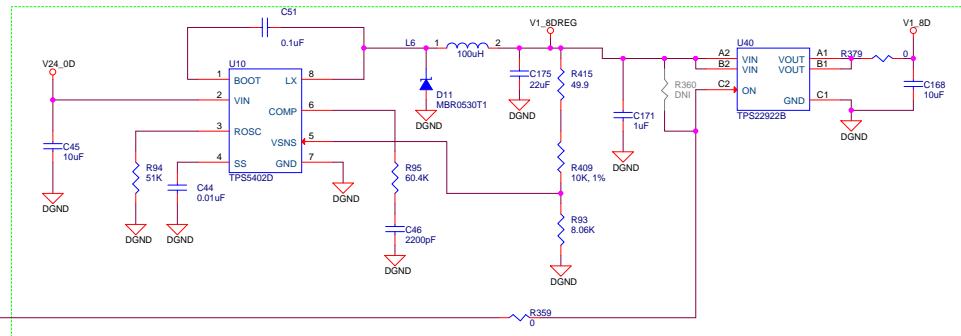 C51
0.1uF
V24_0D
U10
1
BOOT
LX
8
2
VIN
COMP
6
3
ROSC
VSNS
5
4
SS
GND
7
TPS5402D
C45
10uF
DGND
R94
51K
DGND
C44
0.01uF
DGND
DGND
R95
60.4K
C46
2200pF
DGND
L6
1
2
100uH
D11
MBR0530T1
DGND
V1_8DREG
C175
22uF
DGND
R415
49.9
R409
10K, 1%
R93
8.06K
DGND
C171
1uF
DGND
R360
DNI
U40
A2
VIN
VOUT
A1
B2
VIN
VOUT
B1
C2
ON
GND
C1
TPS22922B
R379
0
V1_8D
C168
10uF
DGND
R359
0